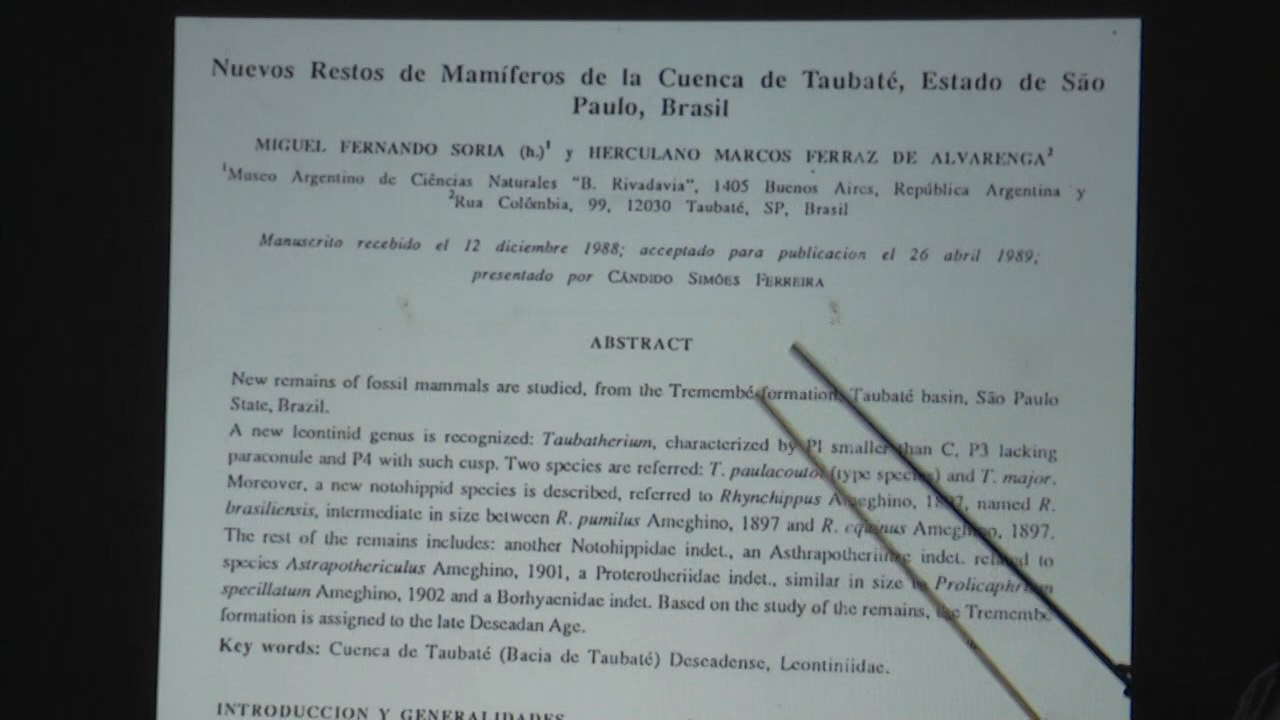 Nuevos Restos de Mamíferos de la Cuenca de Taubaté, Estado de São
Paulo, Brasil
MIGUEL FERNANDO SORIA (h.)¹ y HERCULANO MARCOS FERRAZ DE ALVARENGA²
¹Museo Argentino de Ciências Naturales "B. Rivadavia", 1405 Buenos Aires, República Argentina y
²Rua Colômbia, 99, 12030 Taubaté, SP, Brasil
Manuscrito recebido el 12 diciembre 1988; acceptado para publicacion el 26 abril 1989;
presentado por CÂNDIDO SIMÕES FERREIRA
ABSTRACT
New remains of fossil mammals are studied, from the Tremembé formation, Taubaté basin, São Paulo
State, Brazil.
A new leontinid genus is recognized: Taubatherium, characterized by P1 smaller than C, P3 lacking
paraconule and P4 with such cusp. Two species are referred: T. paulacoutoi (type species) and T. major.
Moreover, a new notohippid species is described, referred to Rhynchippus Ameghino, 1897, named R.
brasiliensis, intermediate in size between R. pumilus Ameghino, 1897 and R. equinus Ameghino, 1897.
The rest of the remains includes: another Notohippidae indet., an Asthrapotheriinae indet. related to
species Astrapothericulus Ameghino, 1901, a Proterotheriidae indet., similar in size to Prolicaphrium
specillatum Ameghino, 1902 and a Borhyaenidae indet. Based on the study of the remains, the Tremembé
formation is assigned to the late Deseadan Age.
Key words: Cuenca de Taubaté (Bacia de Taubaté) Deseadense, Leontiniidae.
INTRODUCCION Y GENERALIDADES